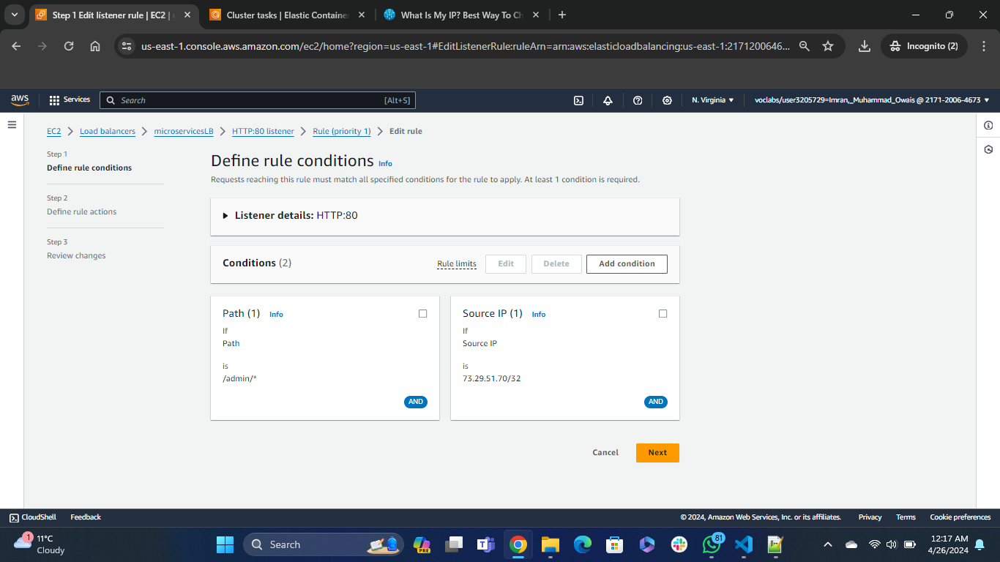 Step 1 Edit listener rule | EC2 |
Cluster tasks | Elastic Containe
What Is My IP? Best Way To Ch
us-east-1.console.aws.amazon.com/ec2/home?region=us-east-1#EditListenerRule:ruleArn=arn:aws:elasticloadbalancing:us-east-1:2171200646...
Incognito (2)
aws
Services
Search
[Alt+S]
N. Virginia
voclabs/user3205729=Imran,_Muhammad_Owais @ 2171-2006-4673
EC2
Load balancers
microservicesLB
HTTP:80 listener
Rule (priority 1)
Edit rule
Step 1
Define rule conditions
Step 2
Define rule actions
Step 3
Review changes
Define rule conditions Info
Requests reaching this rule must match all specified conditions for the rule to apply. At least 1 condition is required.
Listener details: HTTP:80
Conditions (2)
Rule limits
Edit
Delete
Add condition
Path (1) Info
If
Path
is
/admin/*
AND
Source IP (1) Info
If
Source IP
is
73.29.51.70/32
AND
Cancel
Next
CloudShell
Feedback
© 2024, Amazon Web Services, Inc. or its affiliates.
Privacy
Terms
Cookie preferences
1
11°C
Cloudy
Search
PRE
81
12:17 AM
4/26/2024